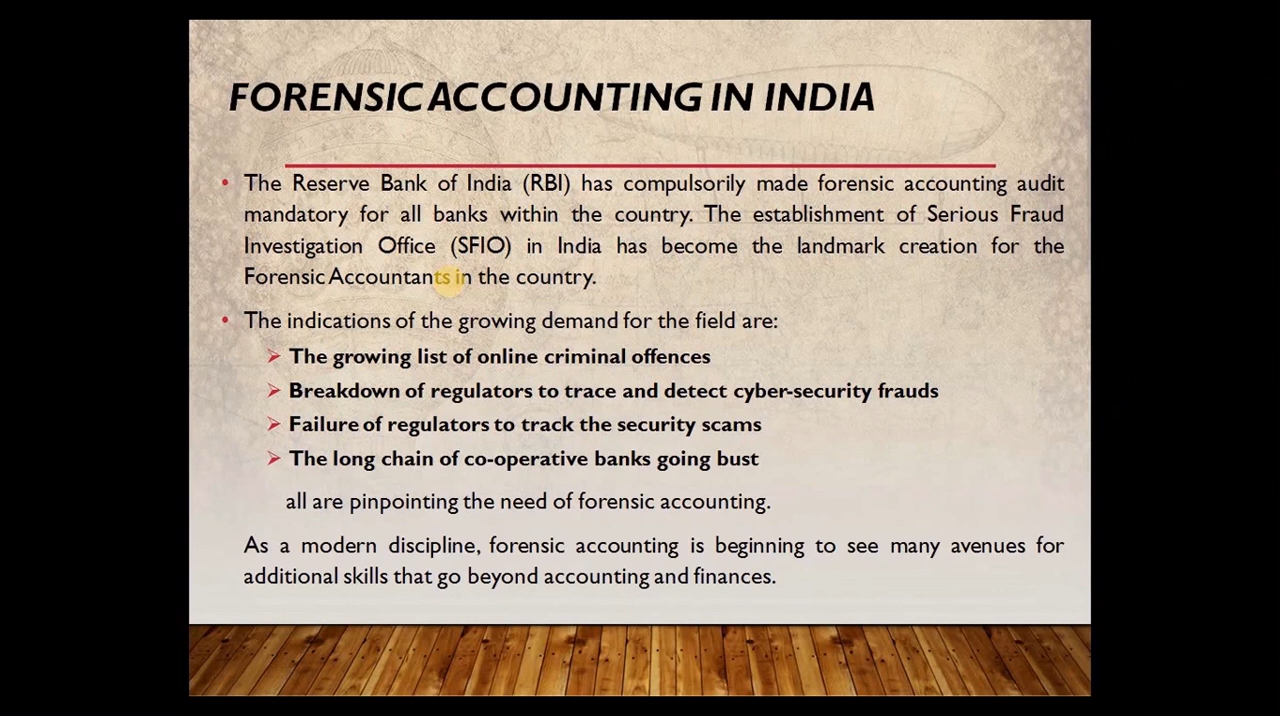 FORENSIC ACCOUNTING IN INDIA
• The Reserve Bank of India (RBI) has compulsorily made forensic accounting audit
mandatory for all banks within the country. The establishment of Serious Fraud
Investigation Office (SFIO) in India has become the landmark creation for the
Forensic Accountants in the country.
• The indications of the growing demand for the field are:
➢ The growing list of online criminal offences
➢ Breakdown of regulators to trace and detect cyber-security frauds
➢ Failure of regulators to track the security scams
➢ The long chain of co-operative banks going bust
all are pinpointing the need of forensic accounting.
As a modern discipline, forensic accounting is beginning to see many avenues for
additional skills that go beyond accounting and finances.